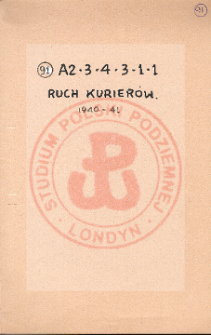 91
91 A2·3·4·3·1·1
RUCH KURIERÓW.
1940-41
STUDIUM POLSKI PODZIEMNEJ
LONDYN